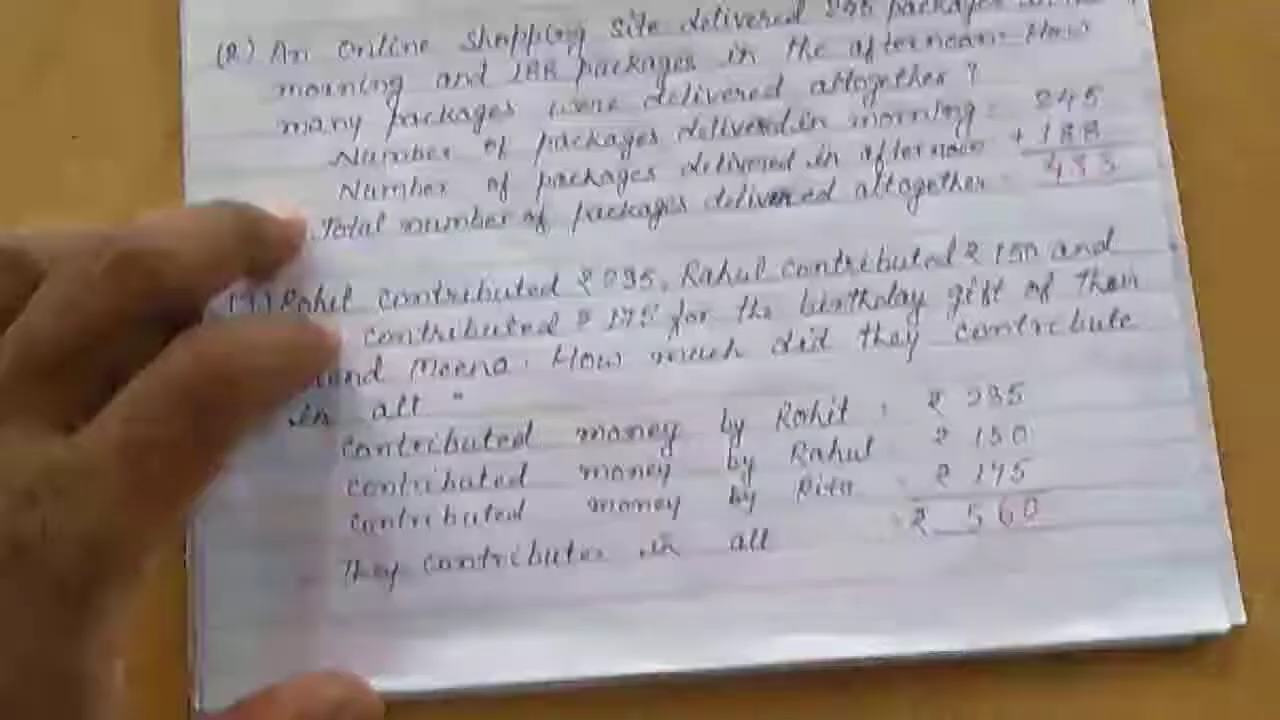 (2) An online shopping site delivered 245 packages
morning and 188 packages in the afternoon. How
many packages were delivered altogether ?
Number of packages delivered in morning = 245
Number of packages delivered in afternoon + 188
Total number of packages delivered altogether = 433
Rohit contributed ₹ 235, Rahul contributed ₹ 150 and
contributed ₹ 175 for the birthday gift of their
Meena. How much did they contribute
in all
contributed money by Rohit : ₹ 235
contributed money by Rahul ₹ 150
contributed money by Rita ₹ 175
They contributes in all ₹ 560